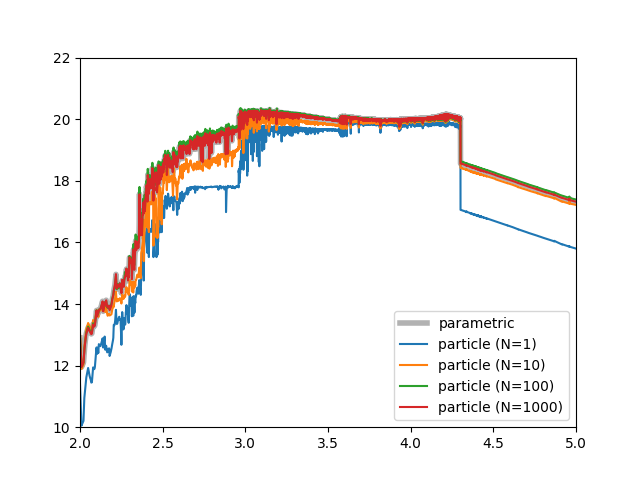 22
20
18
16
14
12
10
2.0 2.5 3.0 3.5 4.0 4.5 5.0
parametric
particle (N=1)
particle (N=10)
particle (N=100)
particle (N=1000)